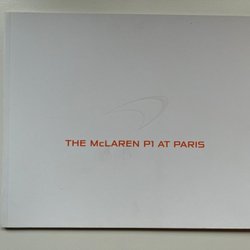 THE McLAREN P1 AT PARIS